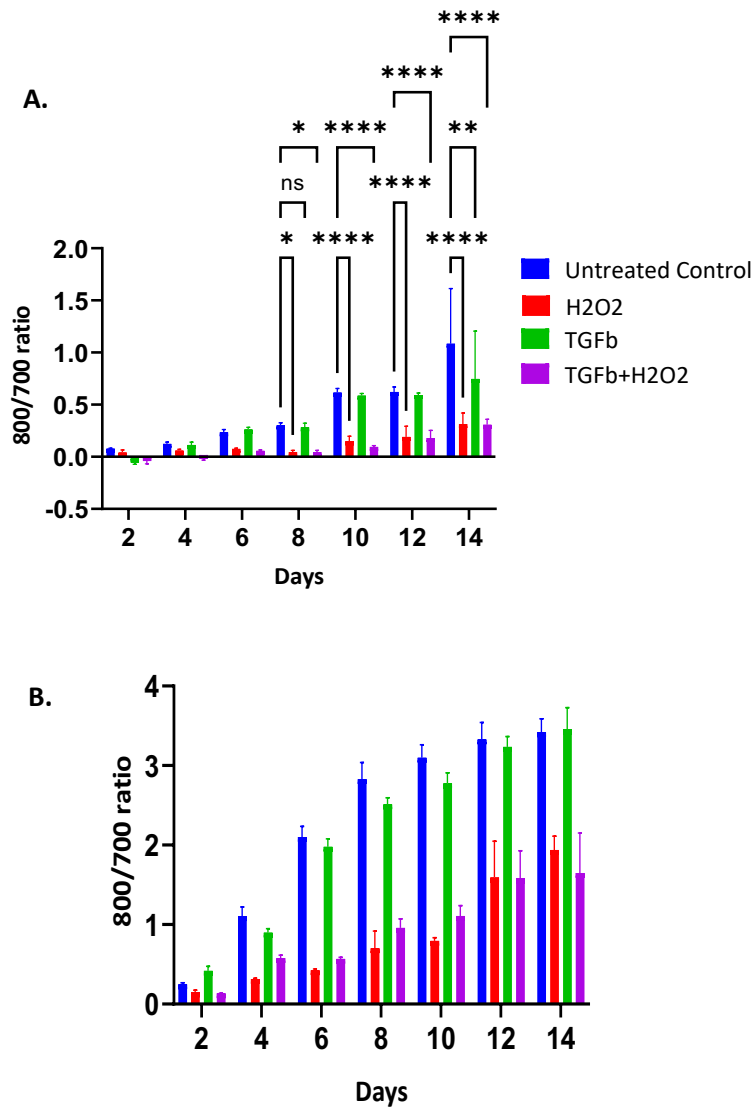 ****
****
A.
* ****
ns ** 
****
* **** ****
2.0
1.5
1.0
0.5
0.0
-0.5
800/700 ratio
2 4 6 8 10 12 14
Days
Untreated Control
H2O2
TGFb
TGFb+H2O2
B.
4
3
2
1
0
800/700 ratio
2 4 6 8 10 12 14
Days